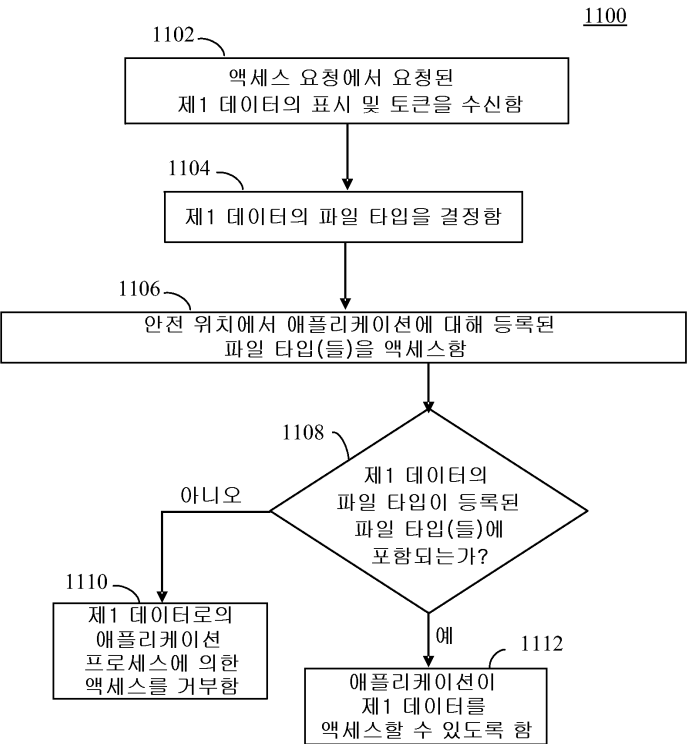 1100
1102
액세스 요청에서 요청된
제1 데이터의 표시 및 토큰을 수신함
1104
제1 데이터의 파일 타입을 결정함
1106
안전 위치에서 애플리케이션에 대해 등록된
파일 타입(들)을 액세스함
1108
제1 데이터의
파일 타입이 등록된
파일 타입(들)에
포함되는가?
아니오
1110
제1 데이터로의
애플리케이션
프로세스에 의한
액세스를 거부함
예
1112
애플리케이션이
제1 데이터를
액세스할 수 있도록 함